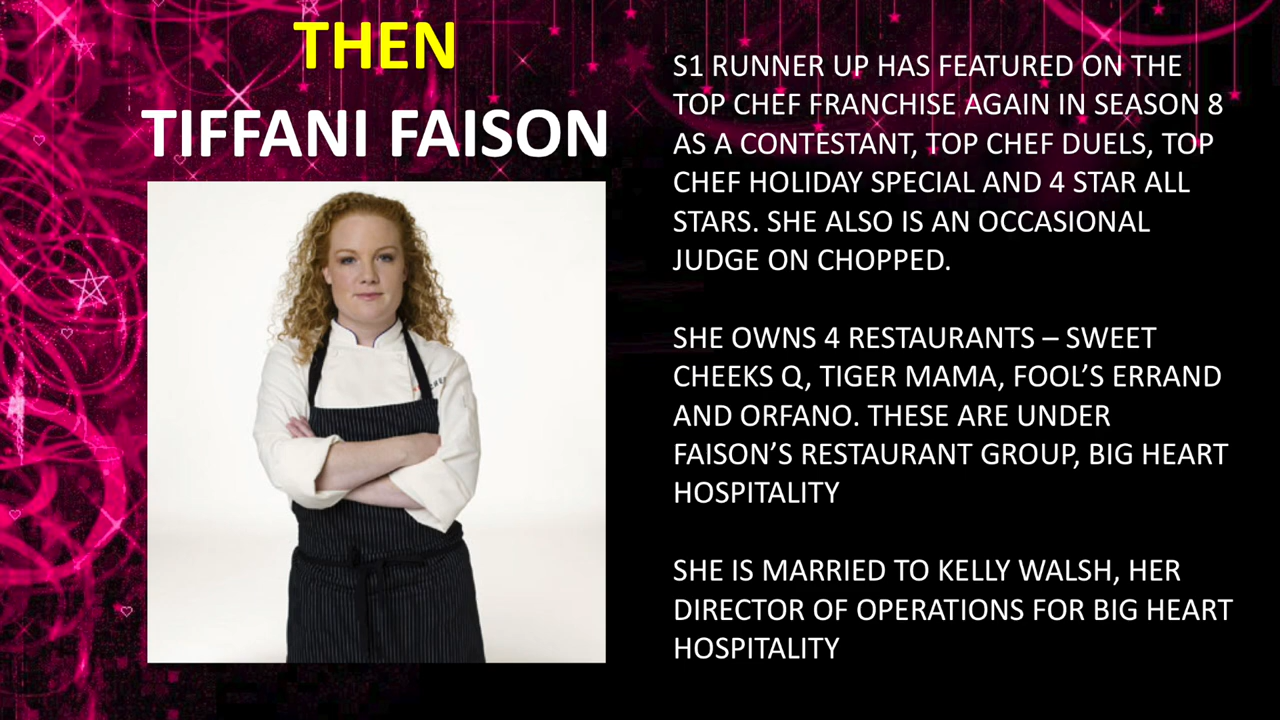 THEN
TIFFANI FAISON
S1 RUNNER UP HAS FEATURED ON THE
TOP CHEF FRANCHISE AGAIN IN SEASON 8
AS A CONTESTANT, TOP CHEF DUELS, TOP
CHEF HOLIDAY SPECIAL AND 4 STAR ALL
STARS. SHE ALSO IS AN OCCASIONAL
JUDGE ON CHOPPED.
SHE OWNS 4 RESTAURANTS – SWEET
CHEEKS Q, TIGER MAMA, FOOL’S ERRAND
AND ORFANO. THESE ARE UNDER
FAISON’S RESTAURANT GROUP, BIG HEART
HOSPITALITY
SHE IS MARRIED TO KELLY WALSH, HER
DIRECTOR OF OPERATIONS FOR BIG HEART
HOSPITALITY